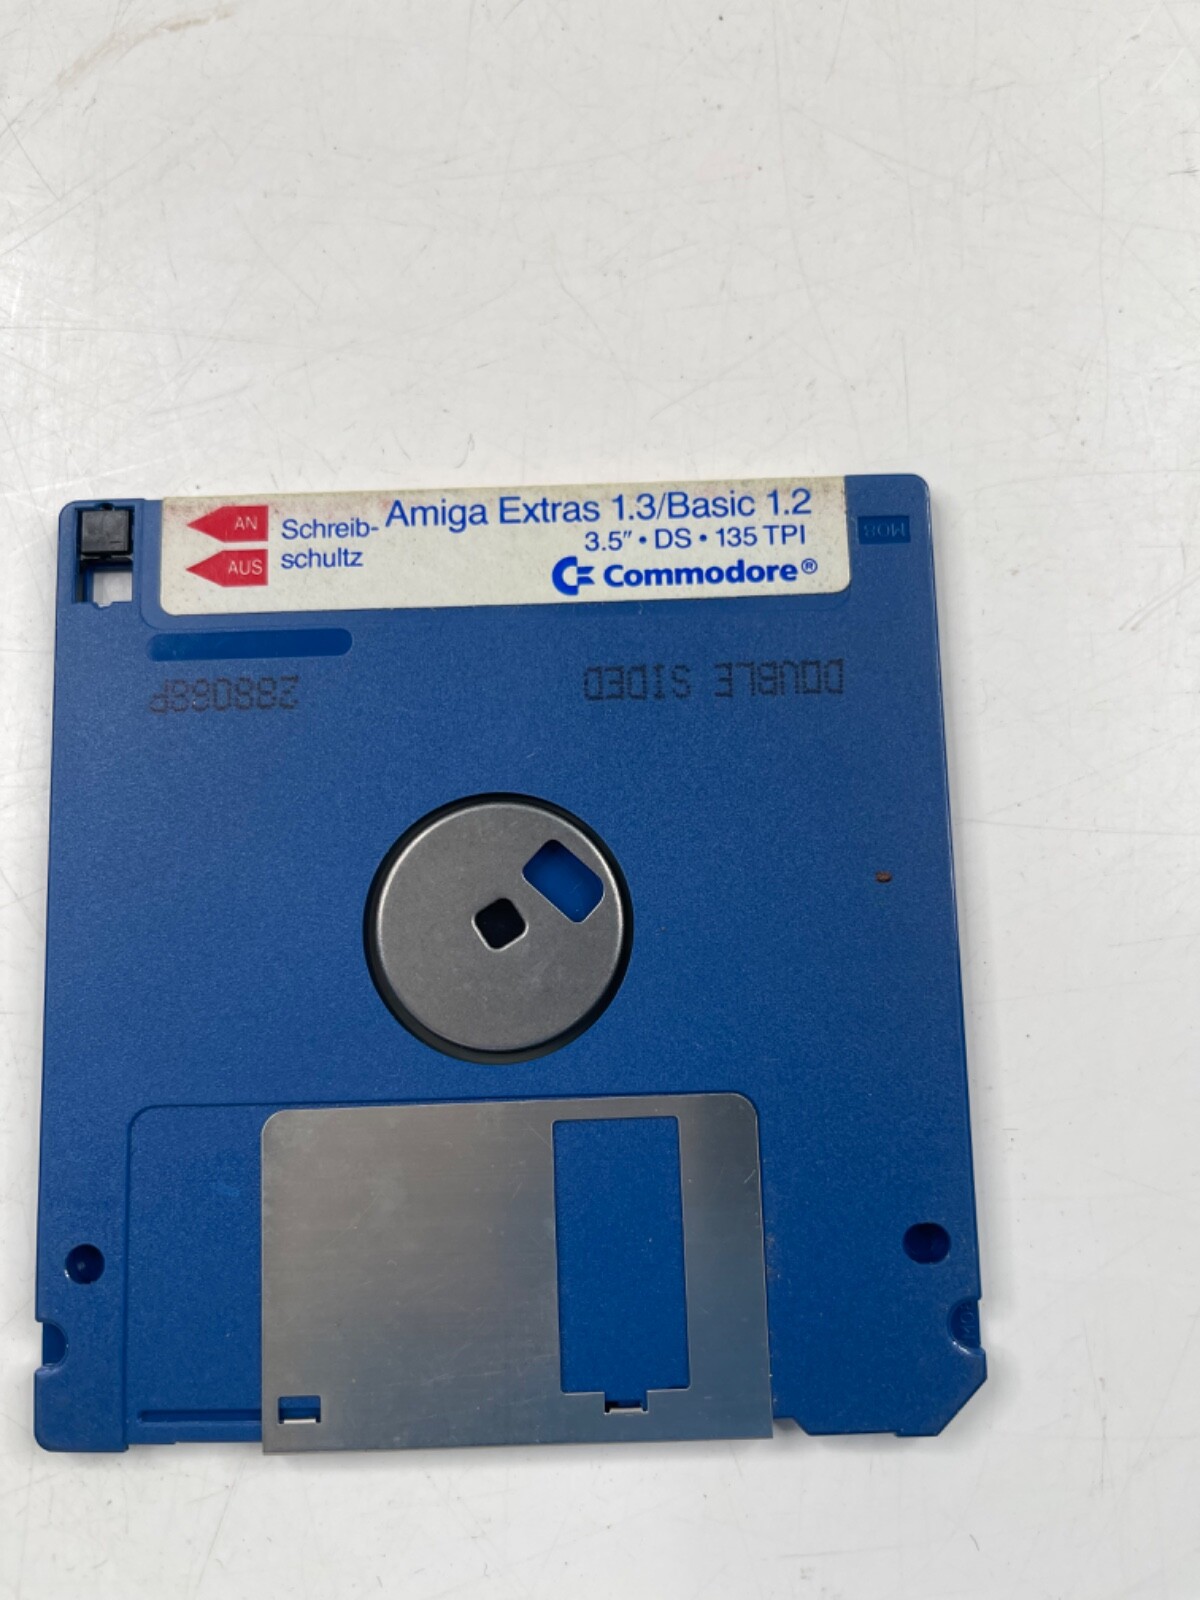 AN
AUS
Schreib-
schultz
Amiga Extras 1.3/Basic 1.2
3.5" • DS • 135 TPI
Commodore®
DOUBLE SIDED
288068P